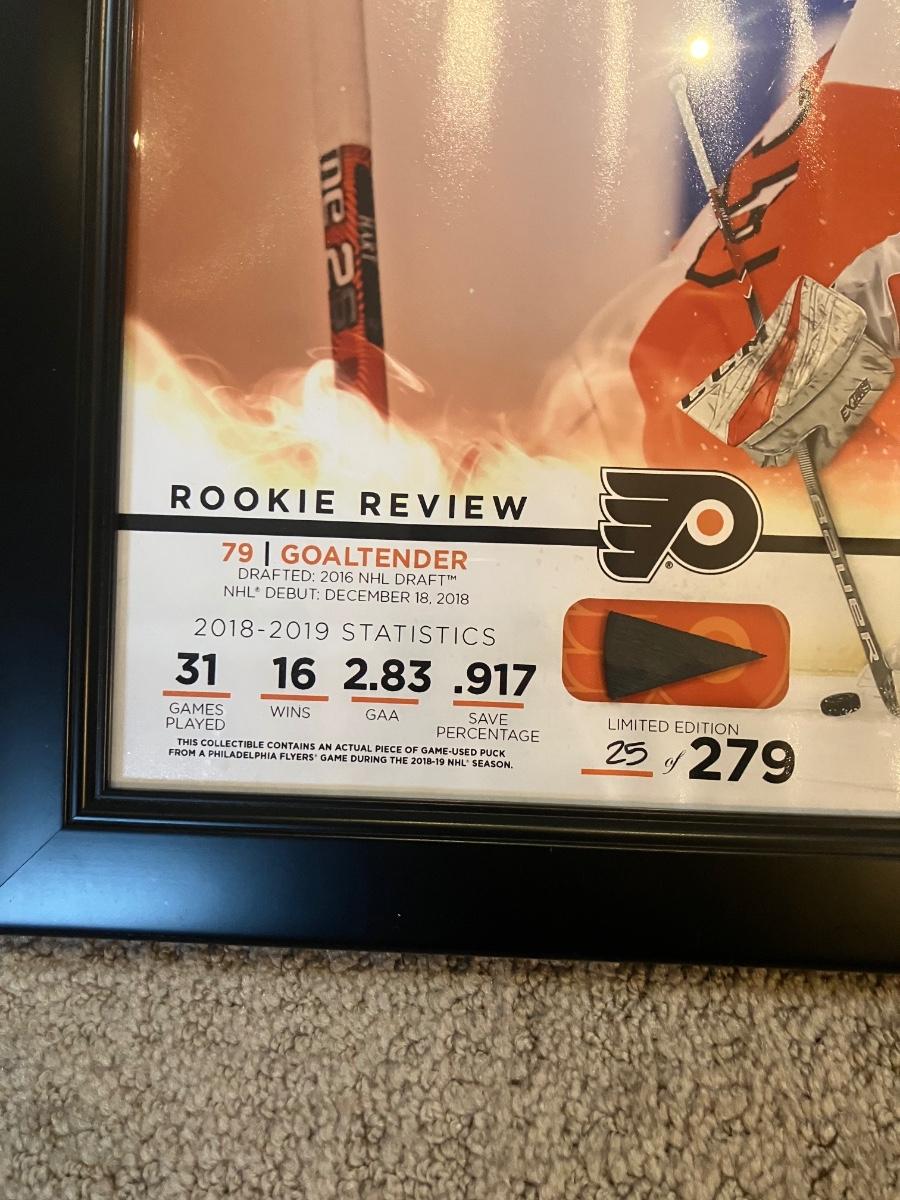 HART
CCM
BAUER
ROOKIE REVIEW
79 | GOALTENDER
DRAFTED: 2016 NHL DRAFT™
NHL® DEBUT: DECEMBER 18, 2018
2018-2019 STATISTICS
31 16 2.83 .917
GAMES PLAYED WINS GAA SAVE PERCENTAGE
THIS COLLECTIBLE CONTAINS AN ACTUAL PIECE OF GAME-USED PUCK
FROM A PHILADELPHIA FLYERS® GAME DURING THE 2018-19 NHL® SEASON.
LIMITED EDITION
25 of 279